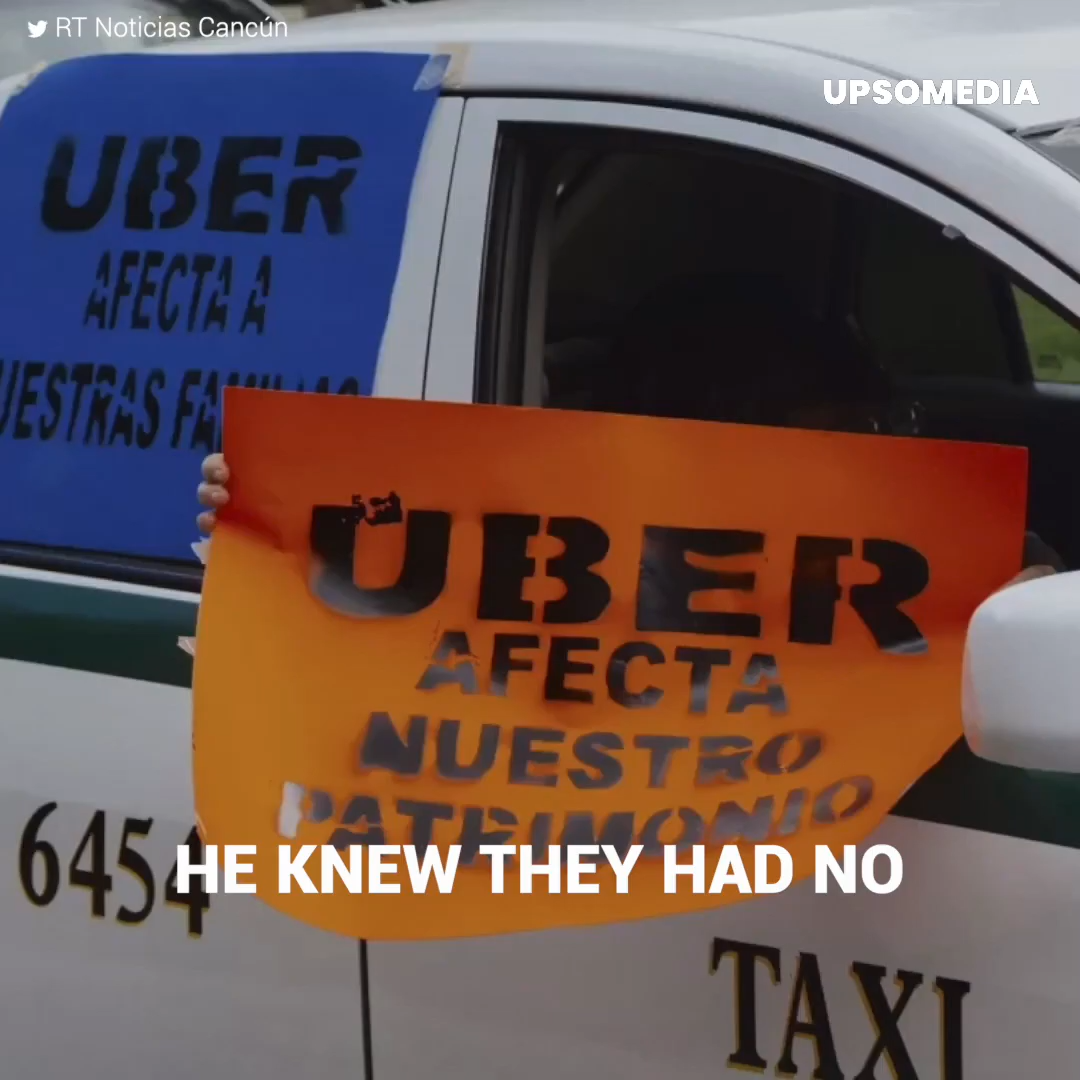 RT Noticias Cancún
UPSOMEDIA
UBER
AFECTA A
UESTRAS FA
UBER
AFECTA
NUESTRO
PATRIMONIO
6454
HE KNEW THEY HAD NO
TAXI